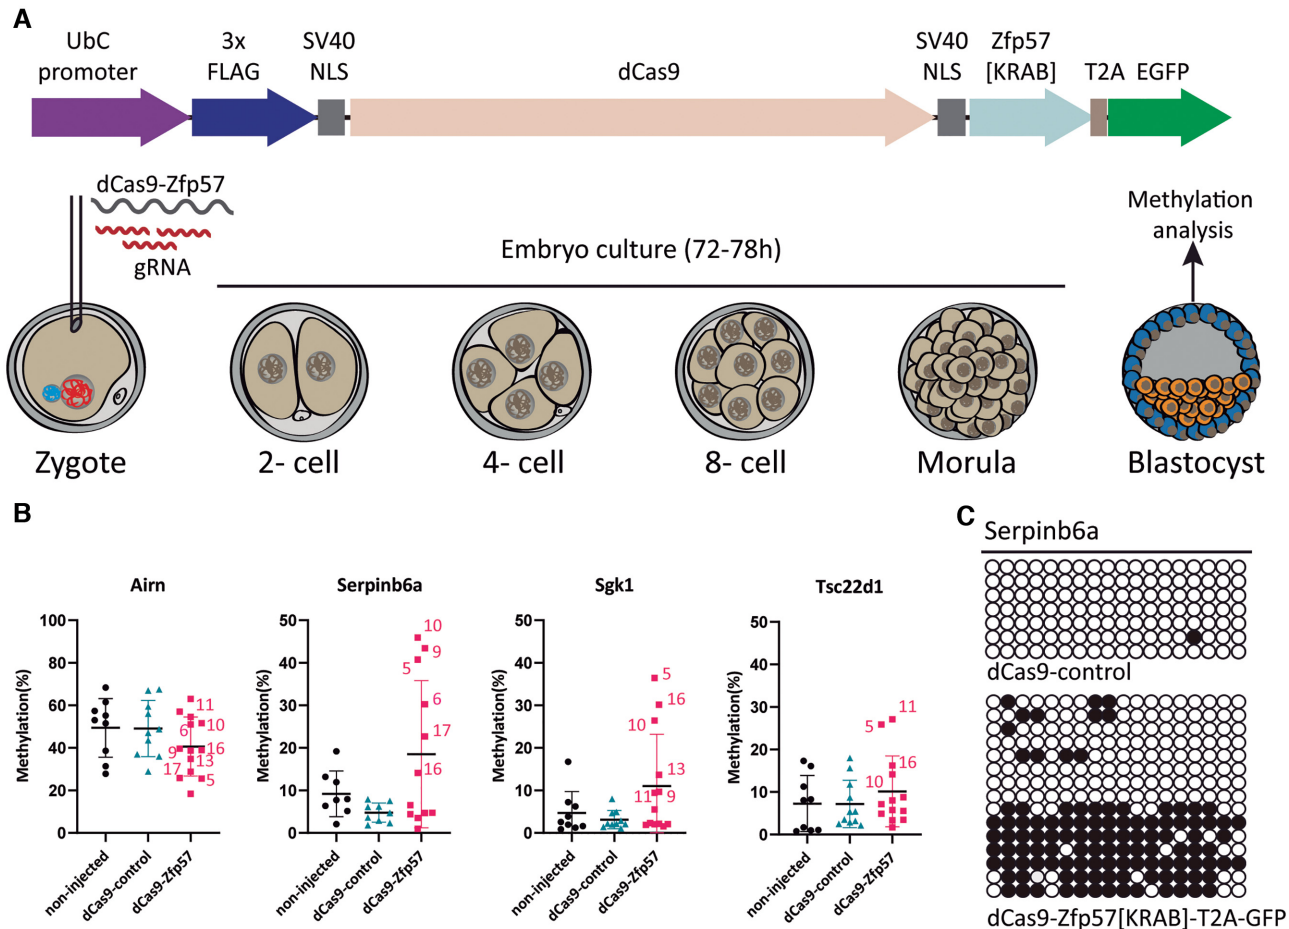 A
UbC promoter
3x FLAG
SV40 NLS
dCas9
SV40 NLS
Zfp57 [KRAB]
T2A EGFP
dCas9-Zfp57
gRNA
Embryo culture (72-78h)
Methylation analysis
Zygote
2- cell
4- cell
8- cell
Morula
Blastocyst
B
Airn
Methylation(%)
100
80
60
40
20
0
11
6
10
9
16
13
17
5
non-injected
dCas9-control
dCas9-Zfp57
Serpinb6a
Methylation(%)
50
40
30
20
10
0
10
9
5
6
17
16
non-injected
dCas9-control
dCas9-Zfp57
Sgk1
Methylation(%)
50
40
30
20
10
0
5
16
10
13
11
9
non-injected
dCas9-control
dCas9-Zfp57
Tsc22d1
Methylation(%)
50
40
30
20
10
0
11
5
16
10
non-injected
dCas9-control
dCas9-Zfp57
C
Serpinb6a
dCas9-control
dCas9-Zfp57[KRAB]-T2A-GFP